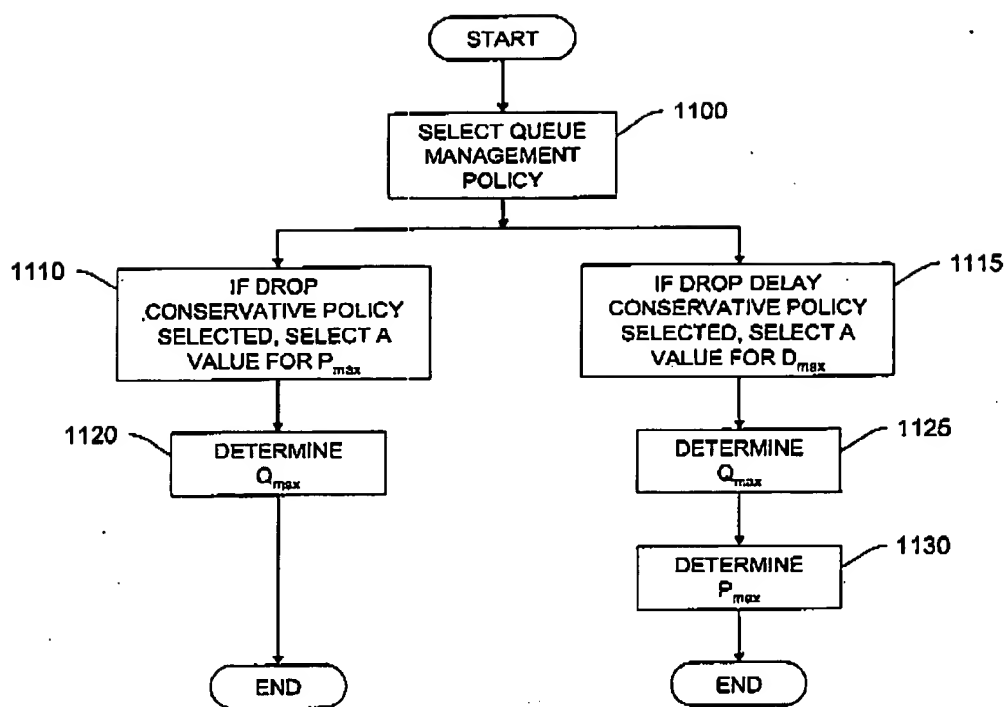 START
1100
SELECT QUEUE
MANAGEMENT
POLICY
1110
IF DROP
CONSERVATIVE POLICY
SELECTED, SELECT A
VALUE FOR Pmax
1115
IF DROP DELAY
CONSERVATIVE POLICY
SELECTED, SELECT A
VALUE FOR Dmax
1120
DETERMINE
Qmax
1125
DETERMINE
Qmax
1130
DETERMINE
Pmax
END
END